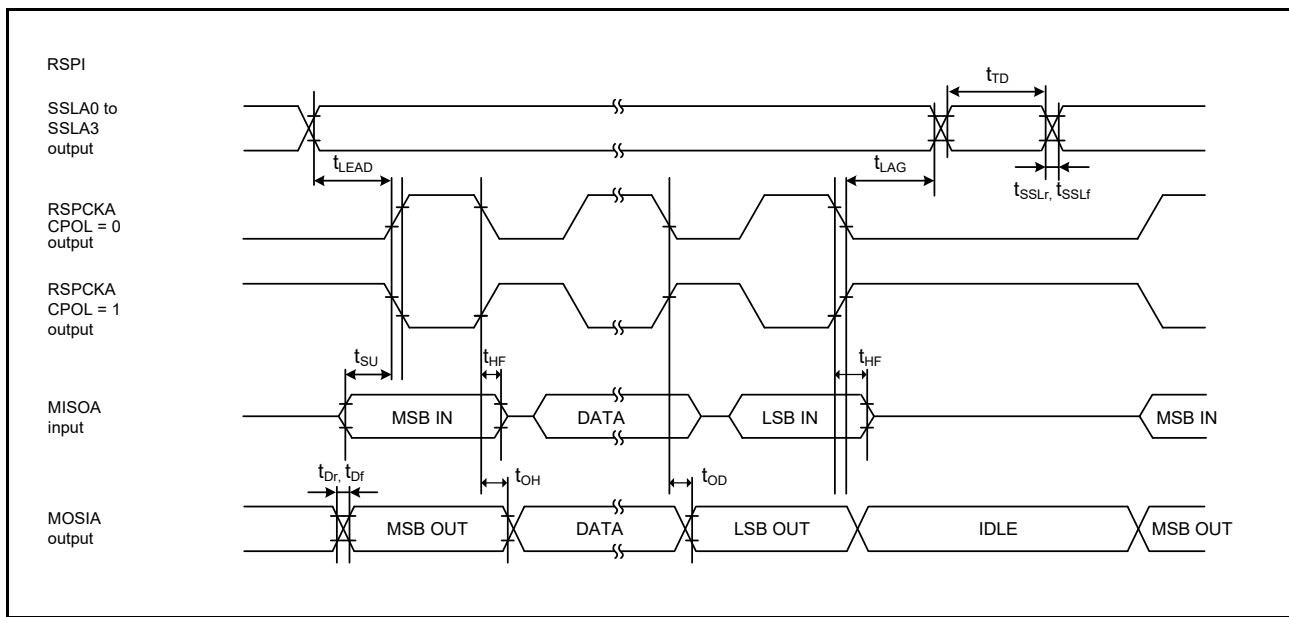 RSPI
tTD
SSLA0 to
SSLA3
output
tLEAD
tLAG
tSSLr, tSSLf
RSPCKA
CPOL = 0
output
RSPCKA
CPOL = 1
output
tSU
tHF
tHF
MISOA
input
MSB IN
DATA
LSB IN
MSB IN
tDr, tDf
tOH
tOD
MOSIA
output
MSB OUT
DATA
LSB OUT
IDLE
MSB OUT